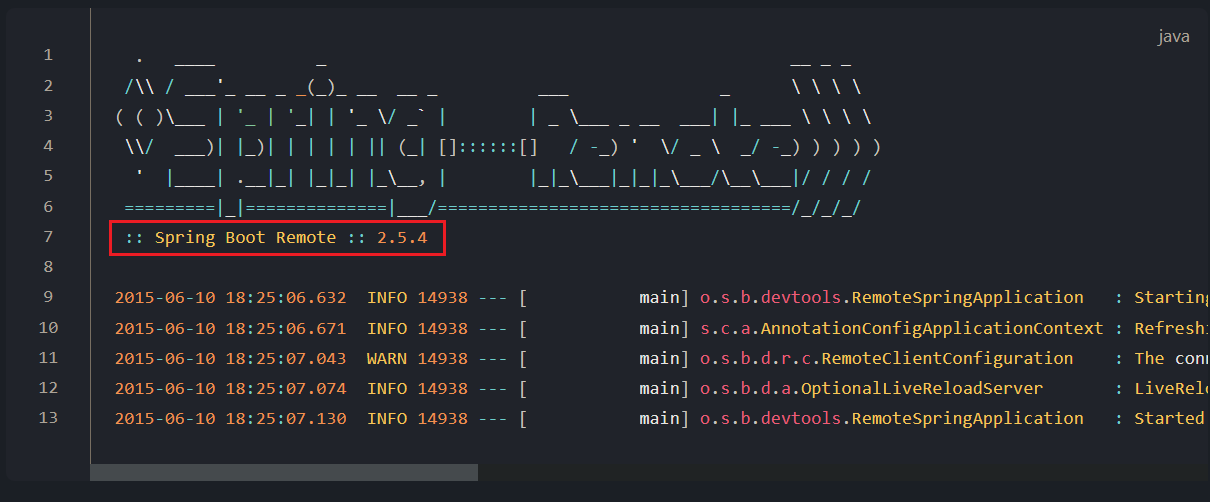 java
1   .   ____          _                                              __ _ _
2  /\\ / ___'_ __ _ _(_)_ __  __ _          ___               _      \ \ \ \
3 ( ( )\___ | '_ | '_| | '_ \/ _` |        | _ \___ _ __  ___| |_ ___ \ \ \ \
4  \\/  ___)| |_)| | | | | || (_| []::::::[]   / -_) '  \/ _ \  _/ -_) ) ) ) )
5   '  |____| .__|_| |_|_| |_\__, |        |_|_\___|_|_|_\___/\__\___|/ / / /
6  =========|_|==============|___/===================================/_/_/_/
7  :: Spring Boot Remote :: 2.5.4
8
9 2015-06-10 18:25:06.632  INFO 14938 --- [           main] o.s.b.devtools.RemoteSpringApplication   : Starting
10 2015-06-10 18:25:06.671  INFO 14938 --- [           main] s.c.a.AnnotationConfigApplicationContext : Refreshi
11 2015-06-10 18:25:07.043  WARN 14938 --- [           main] o.s.b.d.r.c.RemoteClientConfiguration    : The conn
12 2015-06-10 18:25:07.074  INFO 14938 --- [           main] o.s.b.d.a.OptionalLiveReloadServer       : LiveRelo
13 2015-06-10 18:25:07.130  INFO 14938 --- [           main] o.s.b.devtools.RemoteSpringApplication   : Started